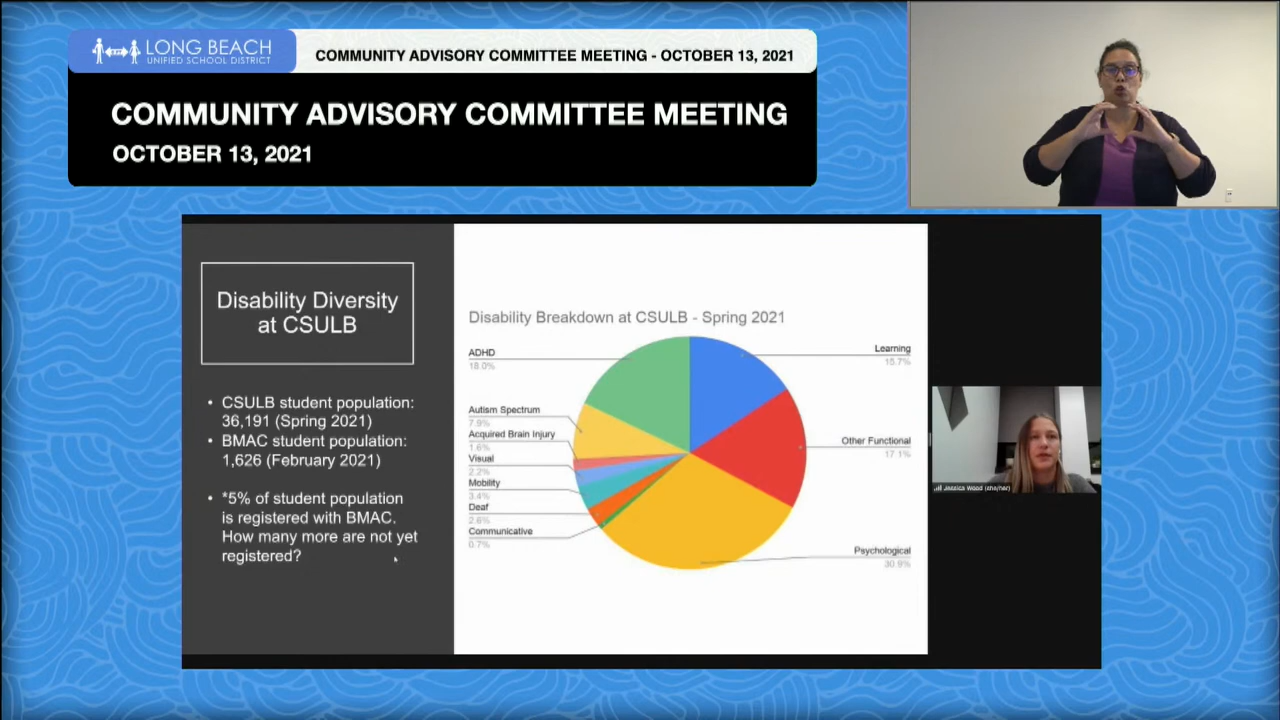 LONG BEACH
UNIFIED SCHOOL DISTRICT
COMMUNITY ADVISORY COMMITTEE MEETING - OCTOBER 13, 2021
COMMUNITY ADVISORY COMMITTEE MEETING
OCTOBER 13, 2021
Disability Diversity
at CSULB
• CSULB student population:
36,191 (Spring 2021)
• BMAC student population:
1,626 (February 2021)
• *5% of student population
is registered with BMAC.
How many more are not yet
registered?
Disability Breakdown at CSULB - Spring 2021
ADHD
18.0%
Autism Spectrum
7.9%
Acquired Brain Injury
1.6%
Visual
2.2%
Mobility
3.4%
Deaf
2.6%
Communicative
0.7%
Learning
15.7%
Other Functional
17.1%
Psychological
30.9%
Jessica Wood (she/her)